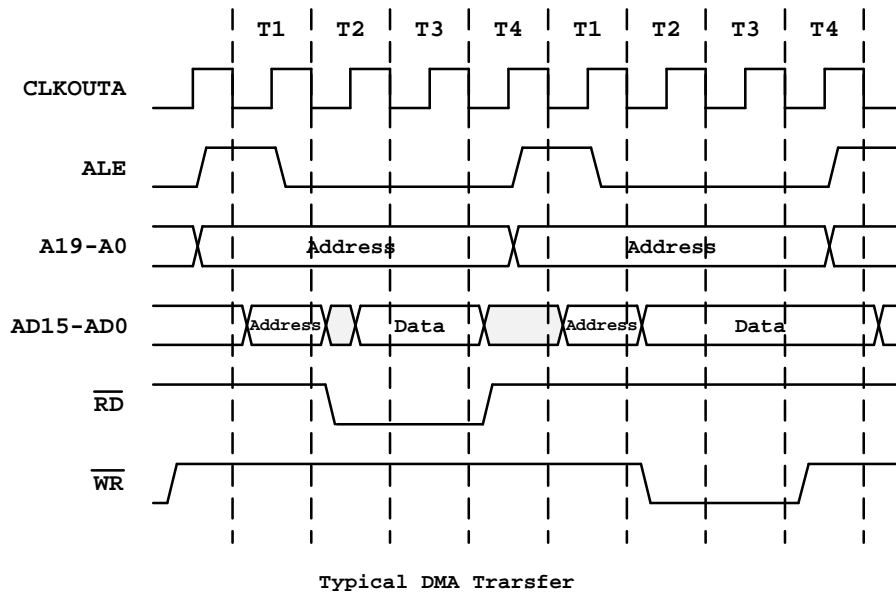 T1 T2 T3 T4 T1 T2 T3 T4
CLKOUTA
ALE
A19-A0 Address Address
AD15-AD0 Address Data Address Data
RD
WR
Typical DMA Trarsfer